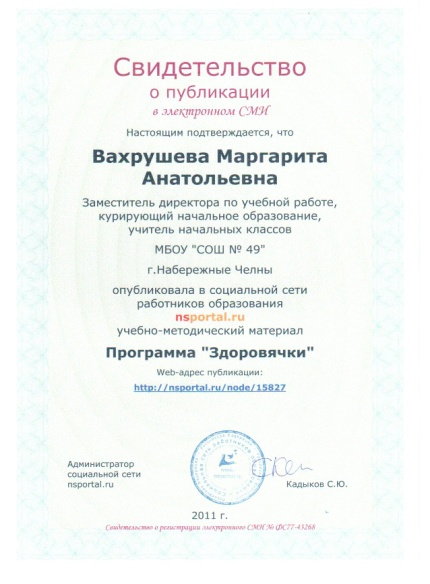 Свидетельство
о публикации
в электронном СМИ
Настоящим подтверждается, что
Вахрушева Маргарита
Анатольевна
Заместитель директора по учебной работе,
курирующий начальное образование,
учитель начальных классов
МБОУ "СОШ № 49"
г.Набережные Челны
опубликовала в социальной сети
работников образования
nsportal.ru
учебно-методический материал
Программа "Здоровячки"
Web-адрес публикации:
http://nsportal.ru/node/15827
Администратор
социальной сети
nsportal.ru
Кадыков С.Ю.
2011 г.
Свидетельство о регистрации электронного СМИ № ФС77-43268